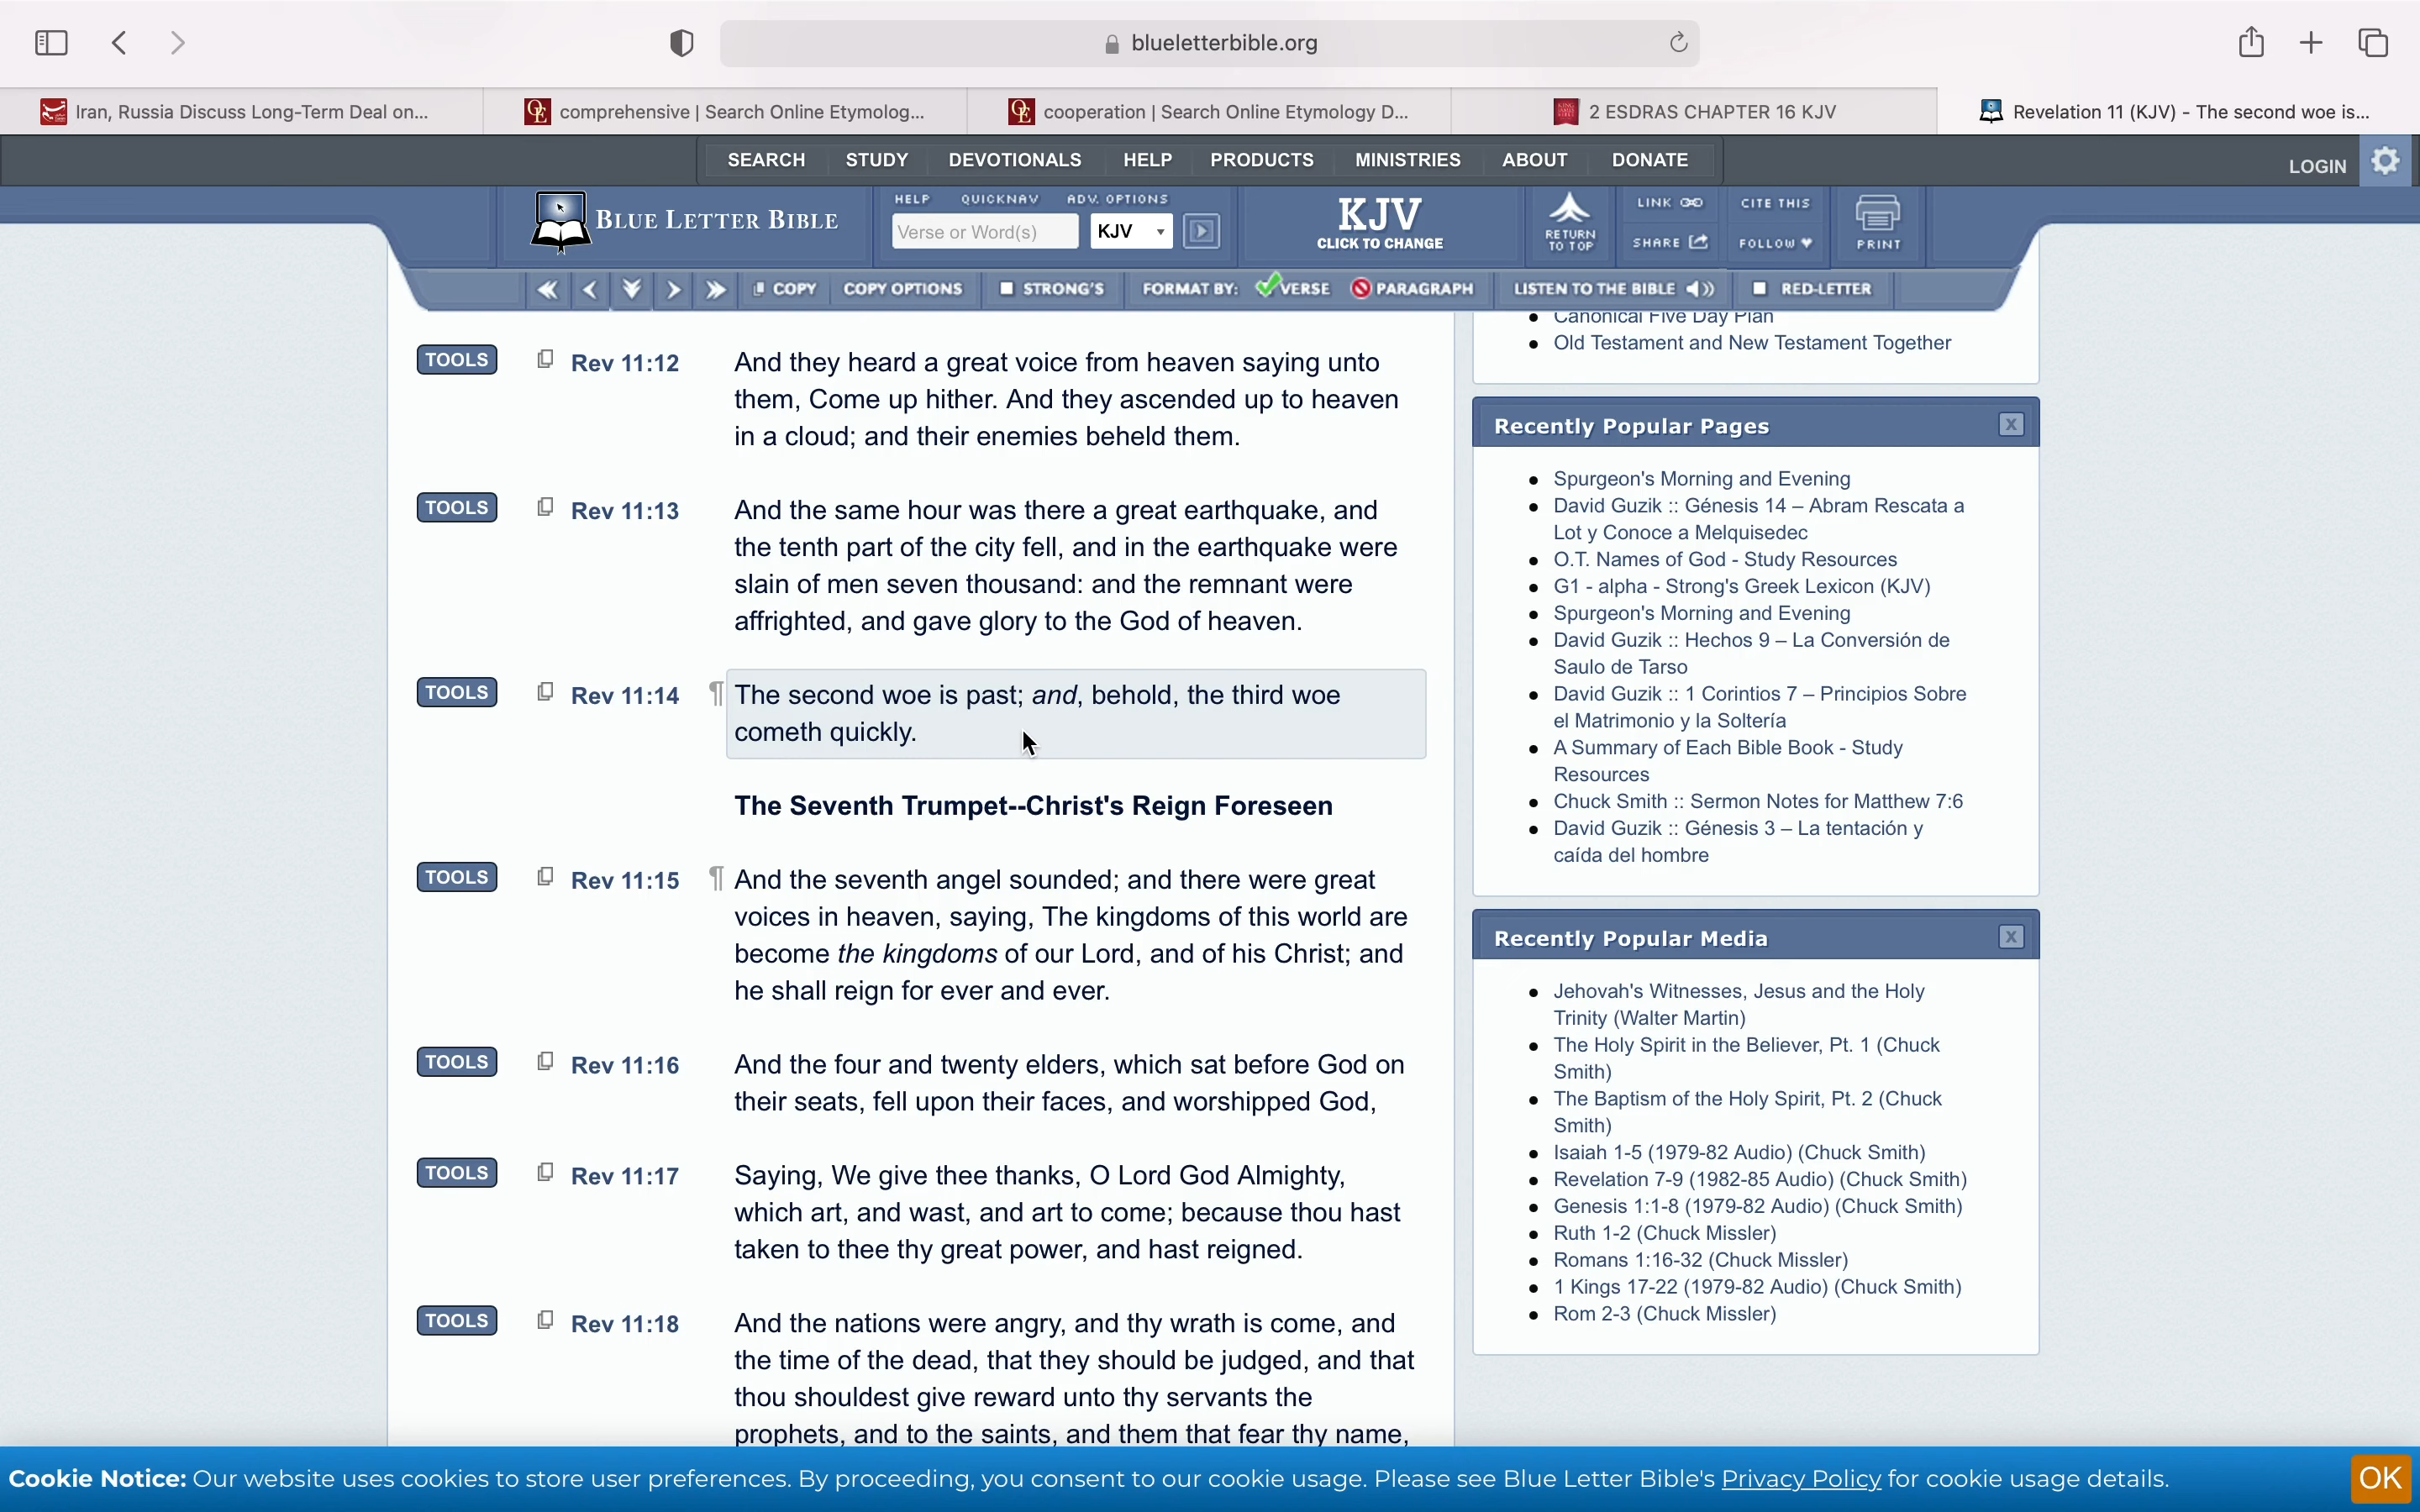 blueletterbible.org
Iran, Russia Discuss Long-Term Deal on...
comprehensive | Search Online Etymolog...
cooperation | Search Online Etymology D...
2 ESDRAS CHAPTER 16 KJV
Revelation 11 (KJV) - The second woe is...
SEARCH STUDY DEVOTIONALS HELP PRODUCTS MINISTRIES ABOUT DONATE
LOGIN
BLUE LETTER BIBLE
HELP QUICKNAV ADV. OPTIONS
Verse or Word(s) KJV
KJV
CLICK TO CHANGE
RETURN
TO TOP
LINK
SHARE
CITE THIS
FOLLOW
PRINT
COPY COPY OPTIONS STRONG'S FORMAT BY: VERSE PARAGRAPH LISTEN TO THE BIBLE RED-LETTER
TOOLS Rev 11:12 And they heard a great voice from heaven saying unto
them, Come up hither. And they ascended up to heaven
in a cloud; and their enemies beheld them.
TOOLS Rev 11:13 And the same hour was there a great earthquake, and
the tenth part of the city fell, and in the earthquake were
slain of men seven thousand: and the remnant were
affrighted, and gave glory to the God of heaven.
TOOLS Rev 11:14 ¶ The second woe is past; and, behold, the third woe
cometh quickly.
The Seventh Trumpet--Christ's Reign Foreseen
TOOLS Rev 11:15 ¶ And the seventh angel sounded; and there were great
voices in heaven, saying, The kingdoms of this world are
become the kingdoms of our Lord, and of his Christ; and
he shall reign for ever and ever.
TOOLS Rev 11:16 And the four and twenty elders, which sat before God on
their seats, fell upon their faces, and worshipped God,
TOOLS Rev 11:17 Saying, We give thee thanks, O Lord God Almighty,
which art, and wast, and art to come; because thou hast
taken to thee thy great power, and hast reigned.
TOOLS Rev 11:18 And the nations were angry, and thy wrath is come, and
the time of the dead, that they should be judged, and that
thou shouldest give reward unto thy servants the
prophets, and to the saints, and them that fear thy name,
Canonical Five Day Plan
Old Testament and New Testament Together
Recently Popular Pages X
Spurgeon's Morning and Evening
David Guzik :: Génesis 14 – Abram Rescata a
Lot y Conoce a Melquisedec
O.T. Names of God - Study Resources
G1 - alpha - Strong's Greek Lexicon (KJV)
Spurgeon's Morning and Evening
David Guzik :: Hechos 9 – La Conversión de
Saulo de Tarso
David Guzik :: 1 Corintios 7 – Principios Sobre
el Matrimonio y la Soltería
A Summary of Each Bible Book - Study
Resources
Chuck Smith :: Sermon Notes for Matthew 7:6
David Guzik :: Génesis 3 – La tentación y
caída del hombre
Recently Popular Media X
Jehovah's Witnesses, Jesus and the Holy
Trinity (Walter Martin)
The Holy Spirit in the Believer, Pt. 1 (Chuck
Smith)
The Baptism of the Holy Spirit, Pt. 2 (Chuck
Smith)
Isaiah 1-5 (1979-82 Audio) (Chuck Smith)
Revelation 7-9 (1982-85 Audio) (Chuck Smith)
Genesis 1:1-8 (1979-82 Audio) (Chuck Smith)
Ruth 1-2 (Chuck Missler)
Romans 1:16-32 (Chuck Missler)
1 Kings 17-22 (1979-82 Audio) (Chuck Smith)
Rom 2-3 (Chuck Missler)
Cookie Notice: Our website uses cookies to store user preferences. By proceeding, you consent to our cookie usage. Please see Blue Letter Bible's Privacy Policy for cookie usage details. OK